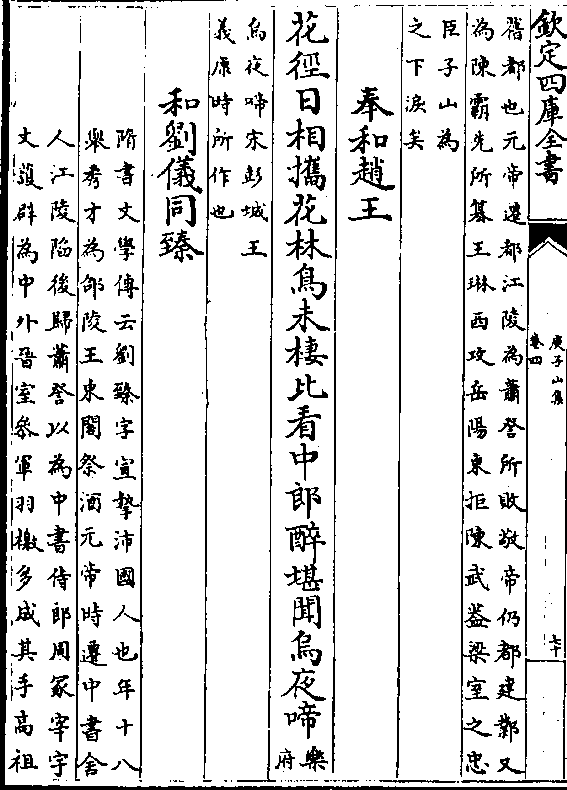 欽定四庫全書
庾子山集
卷四
七十
舊都也元帝遷都江陵為蕭詧所敗敬帝仍都建鄴又
為陳霸先所篡王琳西攻岳陽東拒陳武葢梁室之忠
臣子山為
之下淚矣
奉和趙王
花徑日相攜花林鳥未棲比看中郎醉堪聞烏夜啼樂
府
烏夜啼宋彭城王
義康時所作也
和劉儀同臻
隋書文學傳云劉臻字宣摯沛國人也年十八
舉秀才為邵陵王東閣祭酒元帝時遷中書舍
人江陵陷後歸蕭詧以為中書侍郎周冢宰宇
文護辟為中外晉室叅軍羽檄多成其手高祖